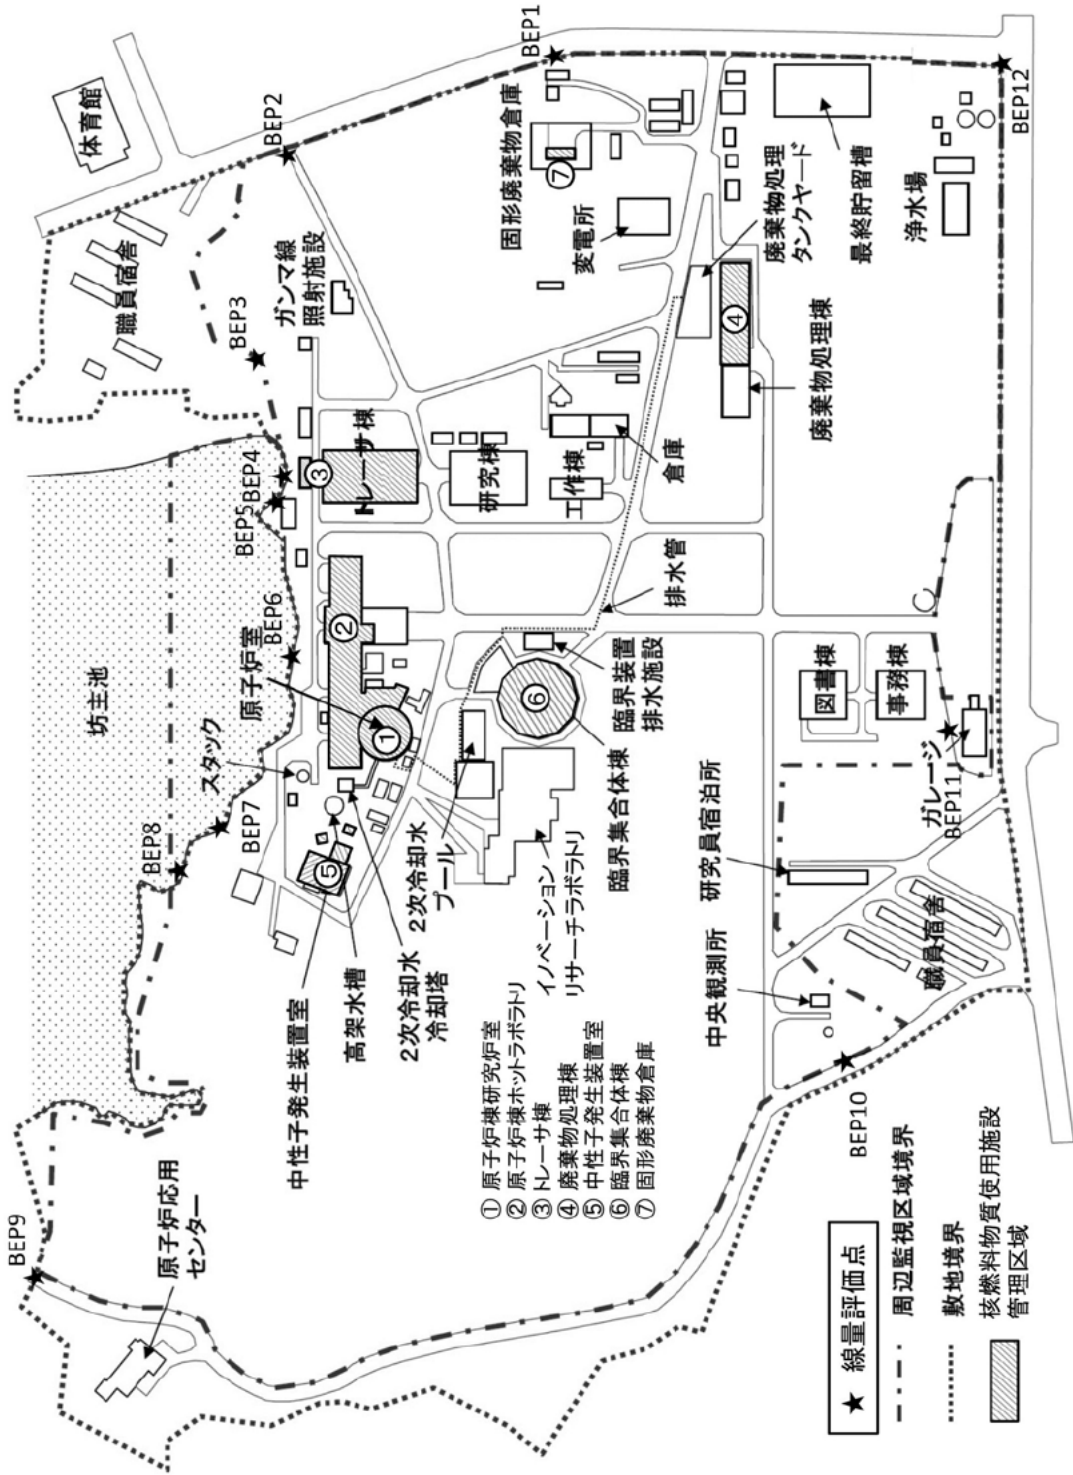 BEP9
原子炉応用
センター
坊主池
BEP8
BEP7
スタック
原子炉室
BEP6
BEP5
BEP4
BEP3
職員宿舎
体育館
BEP2
ガンマ線
照射施設
BEP1
固形廃棄物倉庫
⑦
変電所
③
トレーサ棟
研究棟
工作棟
倉庫
②
①
⑤
中性子発生装置室
高架水槽
2次冷却水
冷却塔
2次冷却水
プール
イノベーション
リサーチラボラトリ
⑥
臨界集合体棟
臨界装置
排水施設
排水管
④
廃棄物処理
タンクヤード
廃棄物処理棟
最終貯留槽
浄水場
BEP12
① 原子炉棟研究炉室
② 原子炉棟ホットラボラトリ
③ トレーサ棟
④ 廃棄物処理棟
⑤ 中性子発生装置室
⑥ 臨界集合体棟
⑦ 固形廃棄物倉庫
中央観測所
研究員宿泊所
図書棟
事務棟
ガレージ
BEP11
職員宿舎
BEP10
★ 線量評価点
周辺監視区域境界
敷地境界
核燃料物質使用施設
管理区域